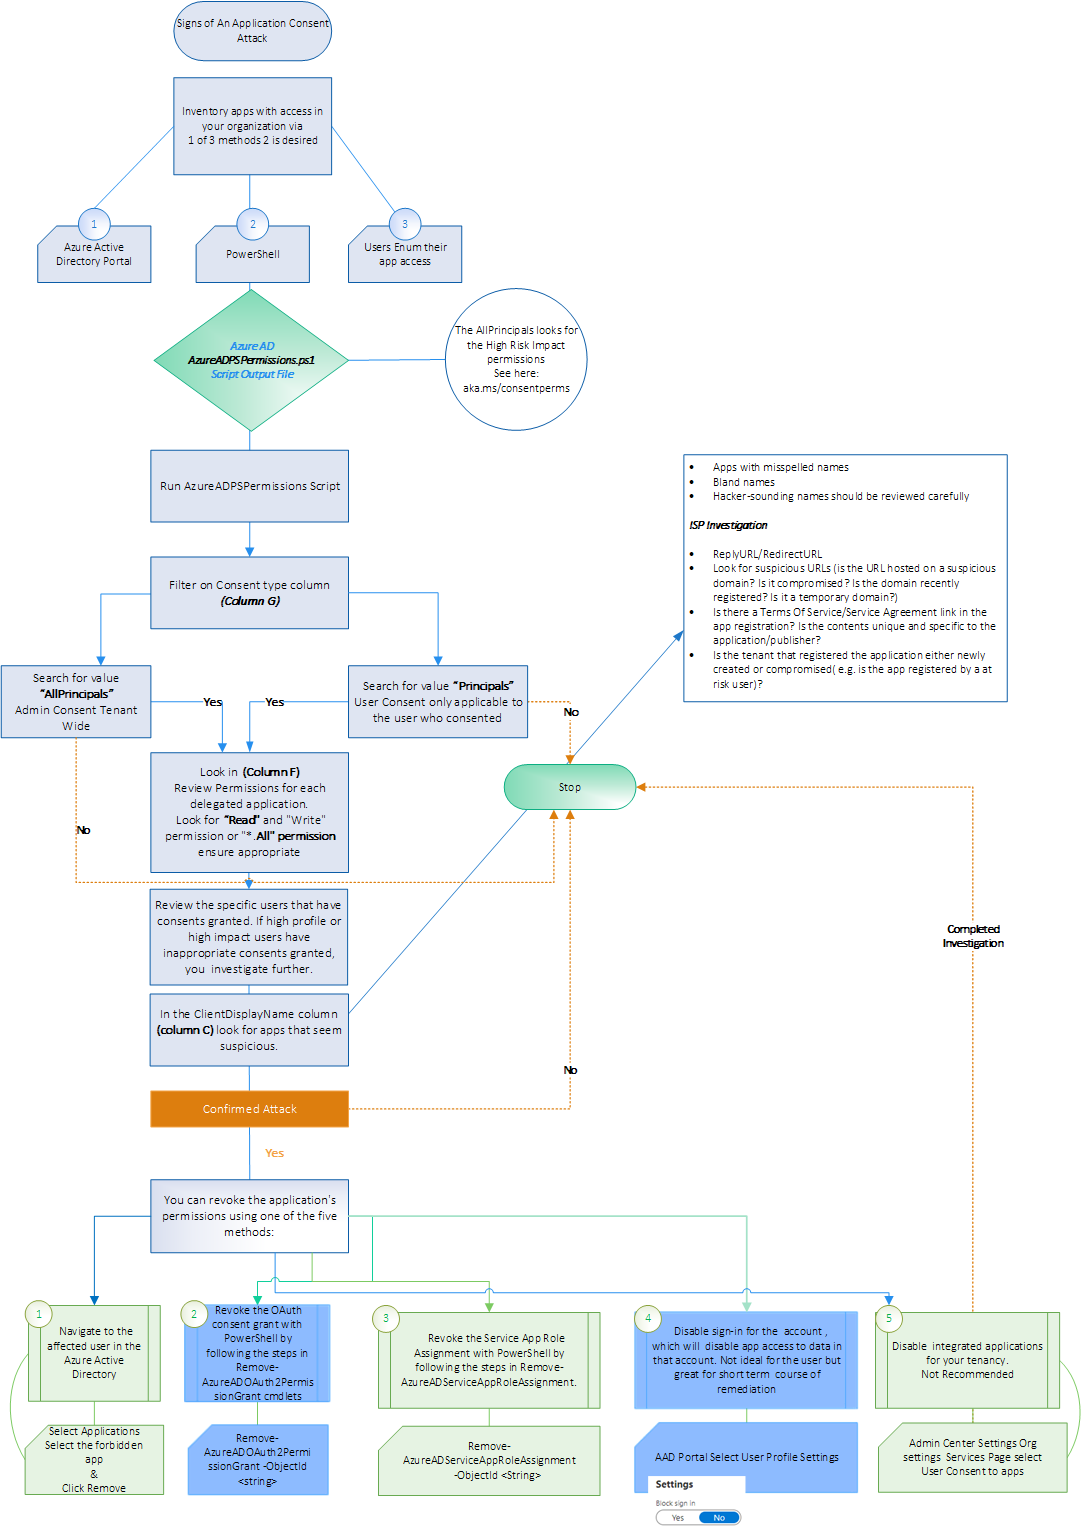 Signs of An Application Consent
Attack
Inventory apps with access in
your organization via
1 of 3 methods 2 is desired
1
Azure Active
Directory Portal
2
PowerShell
3
Users Enum their
app access
Azure AD
AzureADPSPermissions.ps1
Script Output File
The AllPrincipals looks for
the High Risk Impact
permissions
See here:
aka.ms/consentperms
Run AzureADPSPermissions Script
• Apps with misspelled names
• Bland names
• Hacker-sounding names should be reviewed carefully
ISP Investigation
• ReplyURL/RedirectURL
• Look for suspicious URLs (is the URL hosted on a suspicious
domain? Is it compromised? Is the domain recently
registered? Is it a temporary domain?)
• Is there a Terms Of Service/Service Agreement link in the
app registration? Is the contents unique and specific to the
application/publisher?
• Is the tenant that registered the application either newly
created or compromised( e.g. is the app registered by a at
risk user)?
Filter on Consent type column
(Column G)
Search for value
“AllPrincipals”
Admin Consent Tenant
Wide
Yes
Yes
Search for value “Principals”
User Consent only applicable to
the user who consented
No
Look in (Column F)
Review Permissions for each
delegated application.
Look for “Read" and "Write"
permission or "*.All" permission
ensure appropriate
Stop
No
Review the specific users that have
consents granted. If high profile or
high impact users have
inappropriate consents granted,
you investigate further.
Completed
Investigation
In the ClientDisplayName column
(column C) look for apps that seem
suspicious.
No
Confirmed Attack
Yes
You can revoke the application's
permissions using one of the five
methods:
1
Navigate to the
affected user in the
Azure Active
Directory
2
Revoke the OAuth
consent grant with
PowerShell by
following the steps in
Remove-
AzureADOAuth2Permis
sionGrant cmdlets
3
Revoke the Service App Role
Assignment with PowerShell by
following the steps in Remove-
AzureADServiceAppRoleAssignment.
4
Disable sign-in for the account ,
which will disable app access to data in
that account. Not ideal for the user but
great for short term course of
remediation
5
Disable integrated applications
for your tenancy.
Not Recommended
Select Applications
Select the forbidden
app
&
Click Remove
Remove-
AzureADOAuth2Permi
ssionGrant -ObjectId
<string>
Remove-
AzureADServiceAppRoleAssignment
-ObjectId <String>
AAD Portal Select User Profile Settings
Settings
Block sign in
Yes No
Admin Center Settings Org
settings Services Page select
User Consent to apps